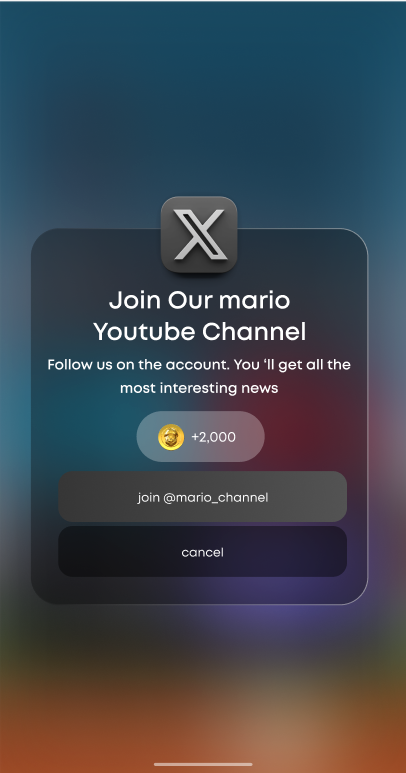 Join Our mario
Youtube Channel
Follow us on the account. You ‘ll get all the
most interesting news
+2,000
join @mario_channel
cancel